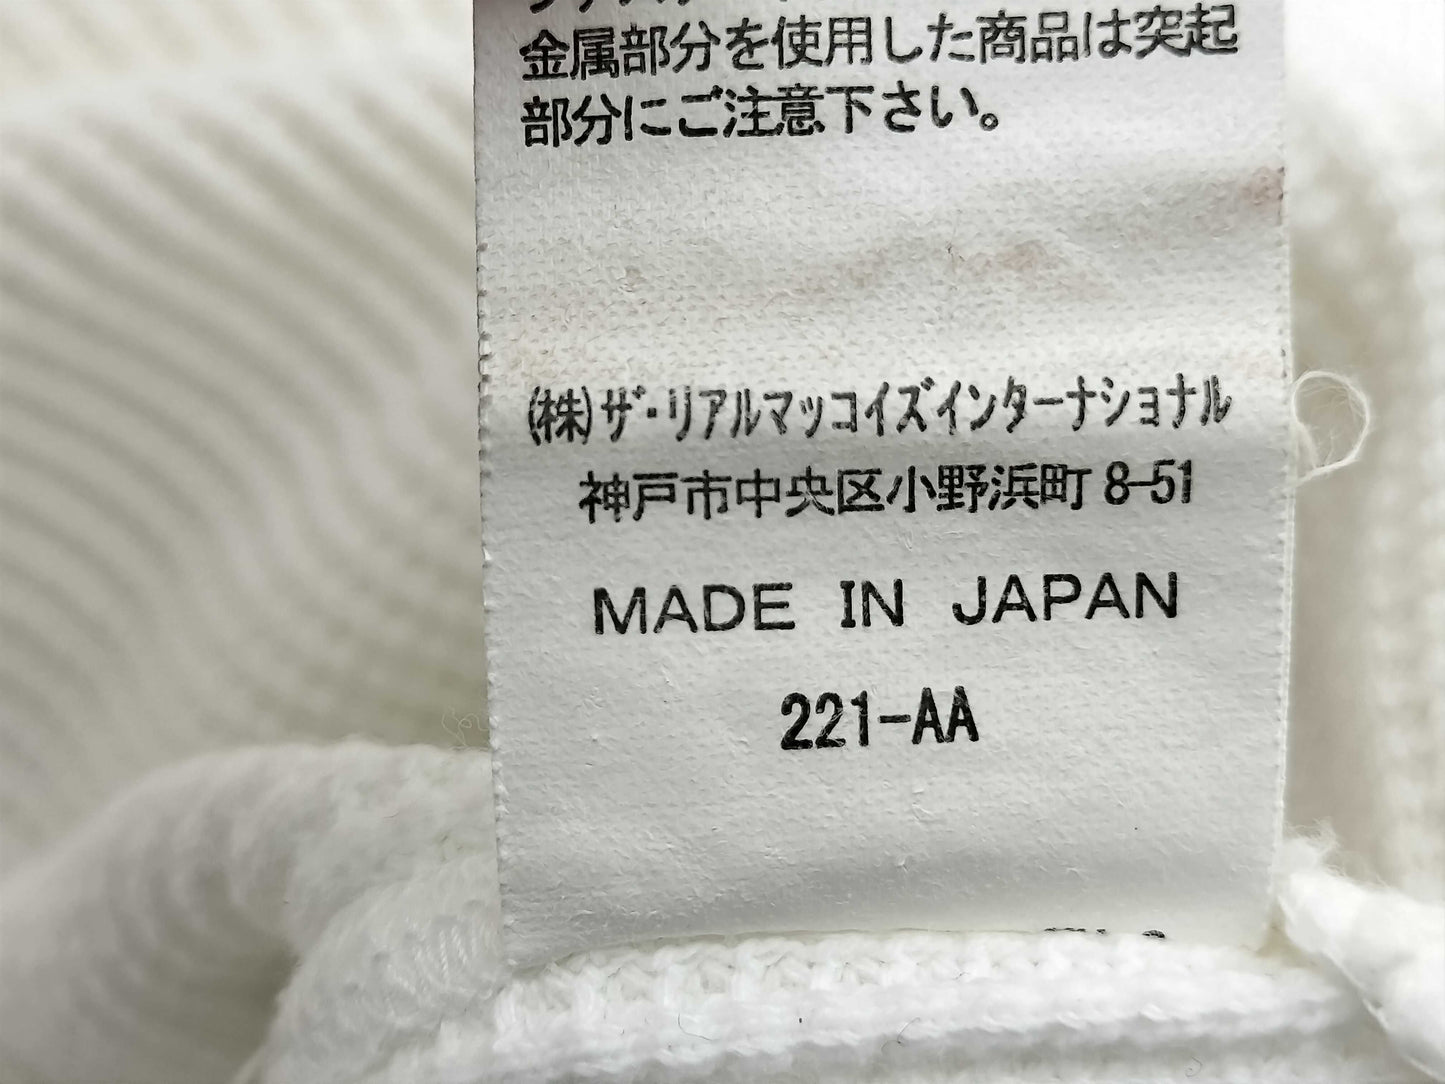 金属部分を使用した商品は突起
部分にご注意下さい。
(株)ザ・リアルマッコイズインターナショナル
神戸市中央区小野浜町 8-51
MADE IN JAPAN
221-AA